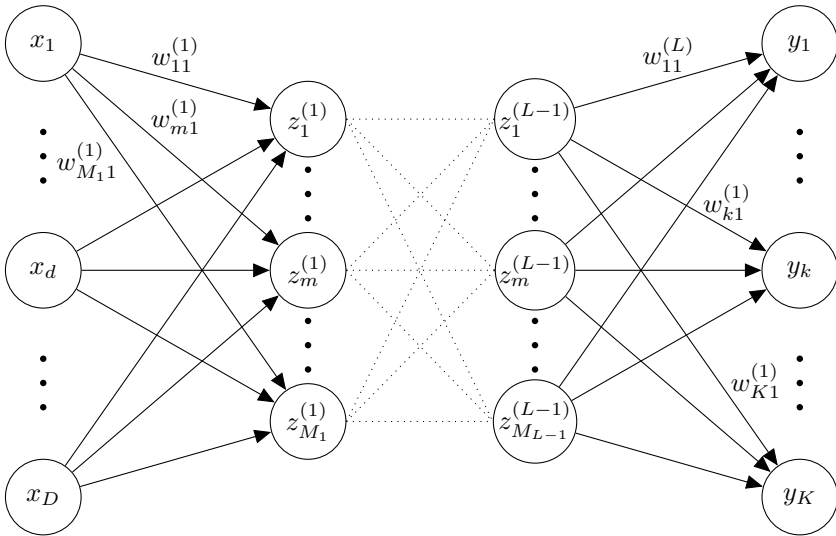 x_1
w_{11}^{(1)}
w_{m1}^{(1)}
w_{M_1 1}^{(1)}
x_d
x_D
z_1^{(1)}
z_m^{(1)}
z_{M_1}^{(1)}
z_1^{(L-1)}
z_m^{(L-1)}
z_{M_{L-1}}^{(L-1)}
w_{11}^{(L)}
w_{k1}^{(1)}
w_{K1}^{(1)}
y_1
y_k
y_K